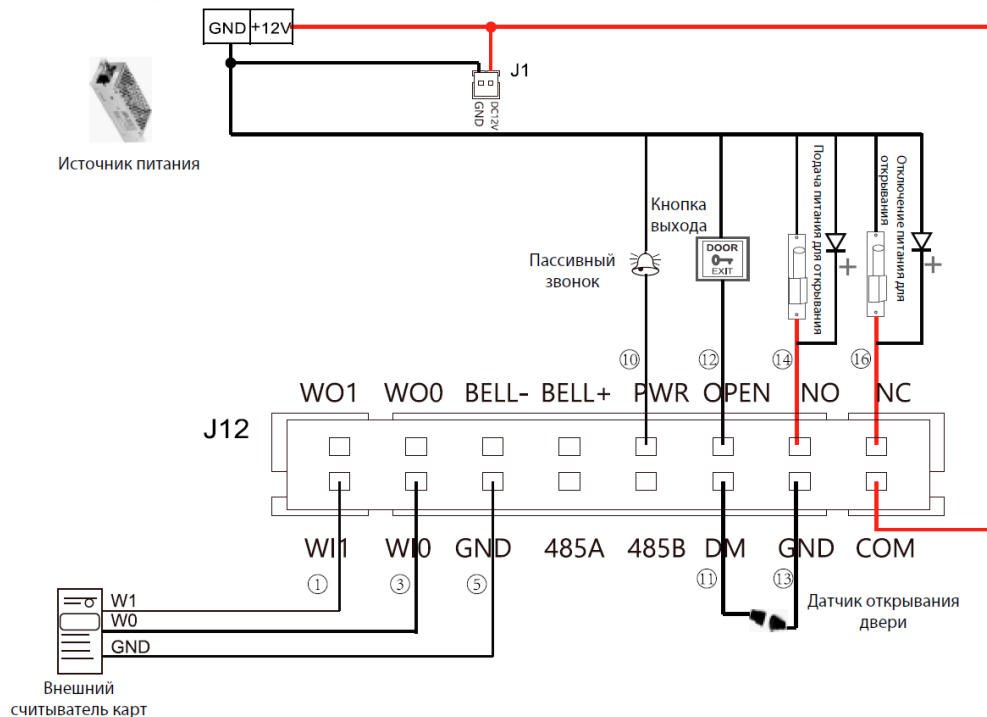 GND +12V
J1
GND
DC12V
Источник питания
Пассивный
звонок
Кнопка
выхода
DOOR
EXIT
Подача питания для открывания
+
Отключение питания для
открывания
+
10
12
14
16
WO1 WO0 BELL- BELL+ PWR OPEN NO NC
J12
WI1 WI0 GND 485A 485B DM GND COM
1
3
5
11
13
W1
W0
GND
Датчик открывания
двери
Внешний
считыватель карт